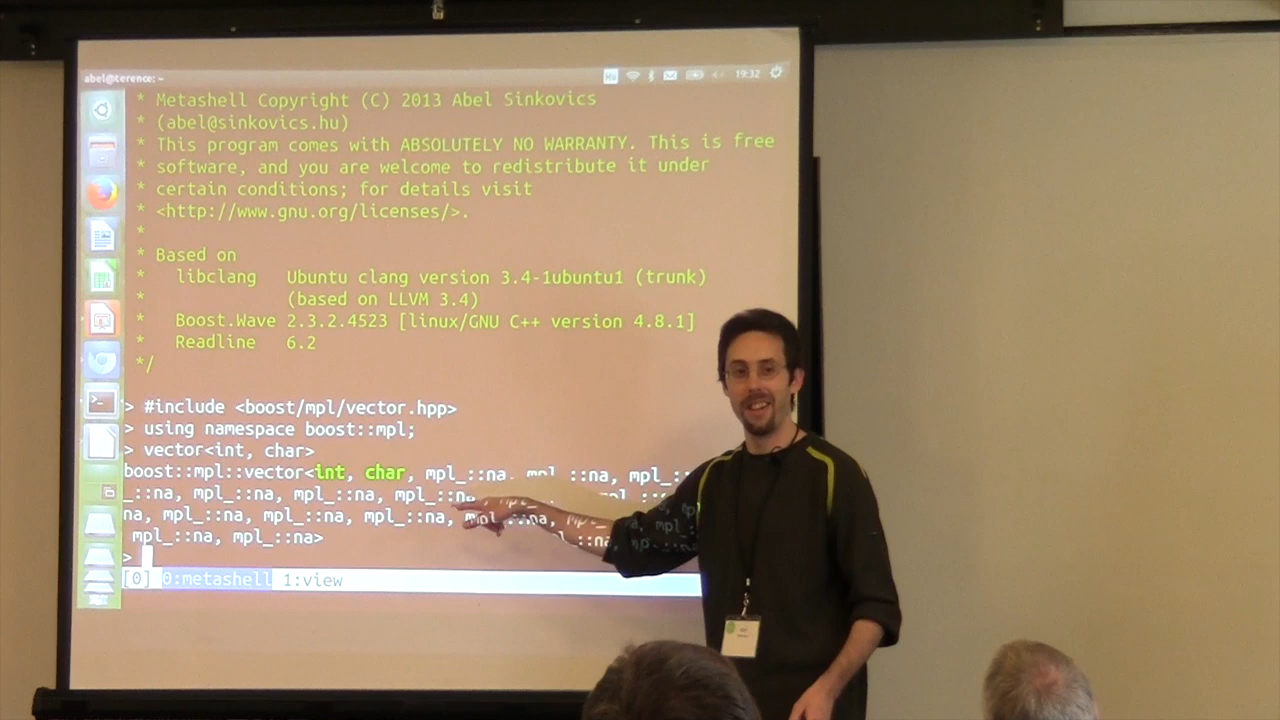 abel@terence: ~
19:32
* Metashell Copyright (C) 2013 Abel Sinkovics
* (abel@sinkovics.hu)
* This program comes with ABSOLUTELY NO WARRANTY. This is free
* software, and you are welcome to redistribute it under
* certain conditions; for details visit
* <http://www.gnu.org/licenses/>.
*
* Based on
* libclang Ubuntu clang version 3.4-1ubuntu1 (trunk)
* (based on LLVM 3.4)
* Boost.Wave 2.3.2.4523 [linux/GNU C++ version 4.8.1]
* Readline 6.2
*/
> #include <boost/mpl/vector.hpp>
> using namespace boost::mpl;
> vector<int, char>
boost::mpl::vector<int, char, mpl_::na, mpl_::na, mpl_::
_::na, mpl_::na, mpl_::na, mpl_::na,
na, mpl_::na, mpl_::na, mpl_::na, mpl_::na,
mpl_::na, mpl_::na>
>
[0] 0:metashell 1:view